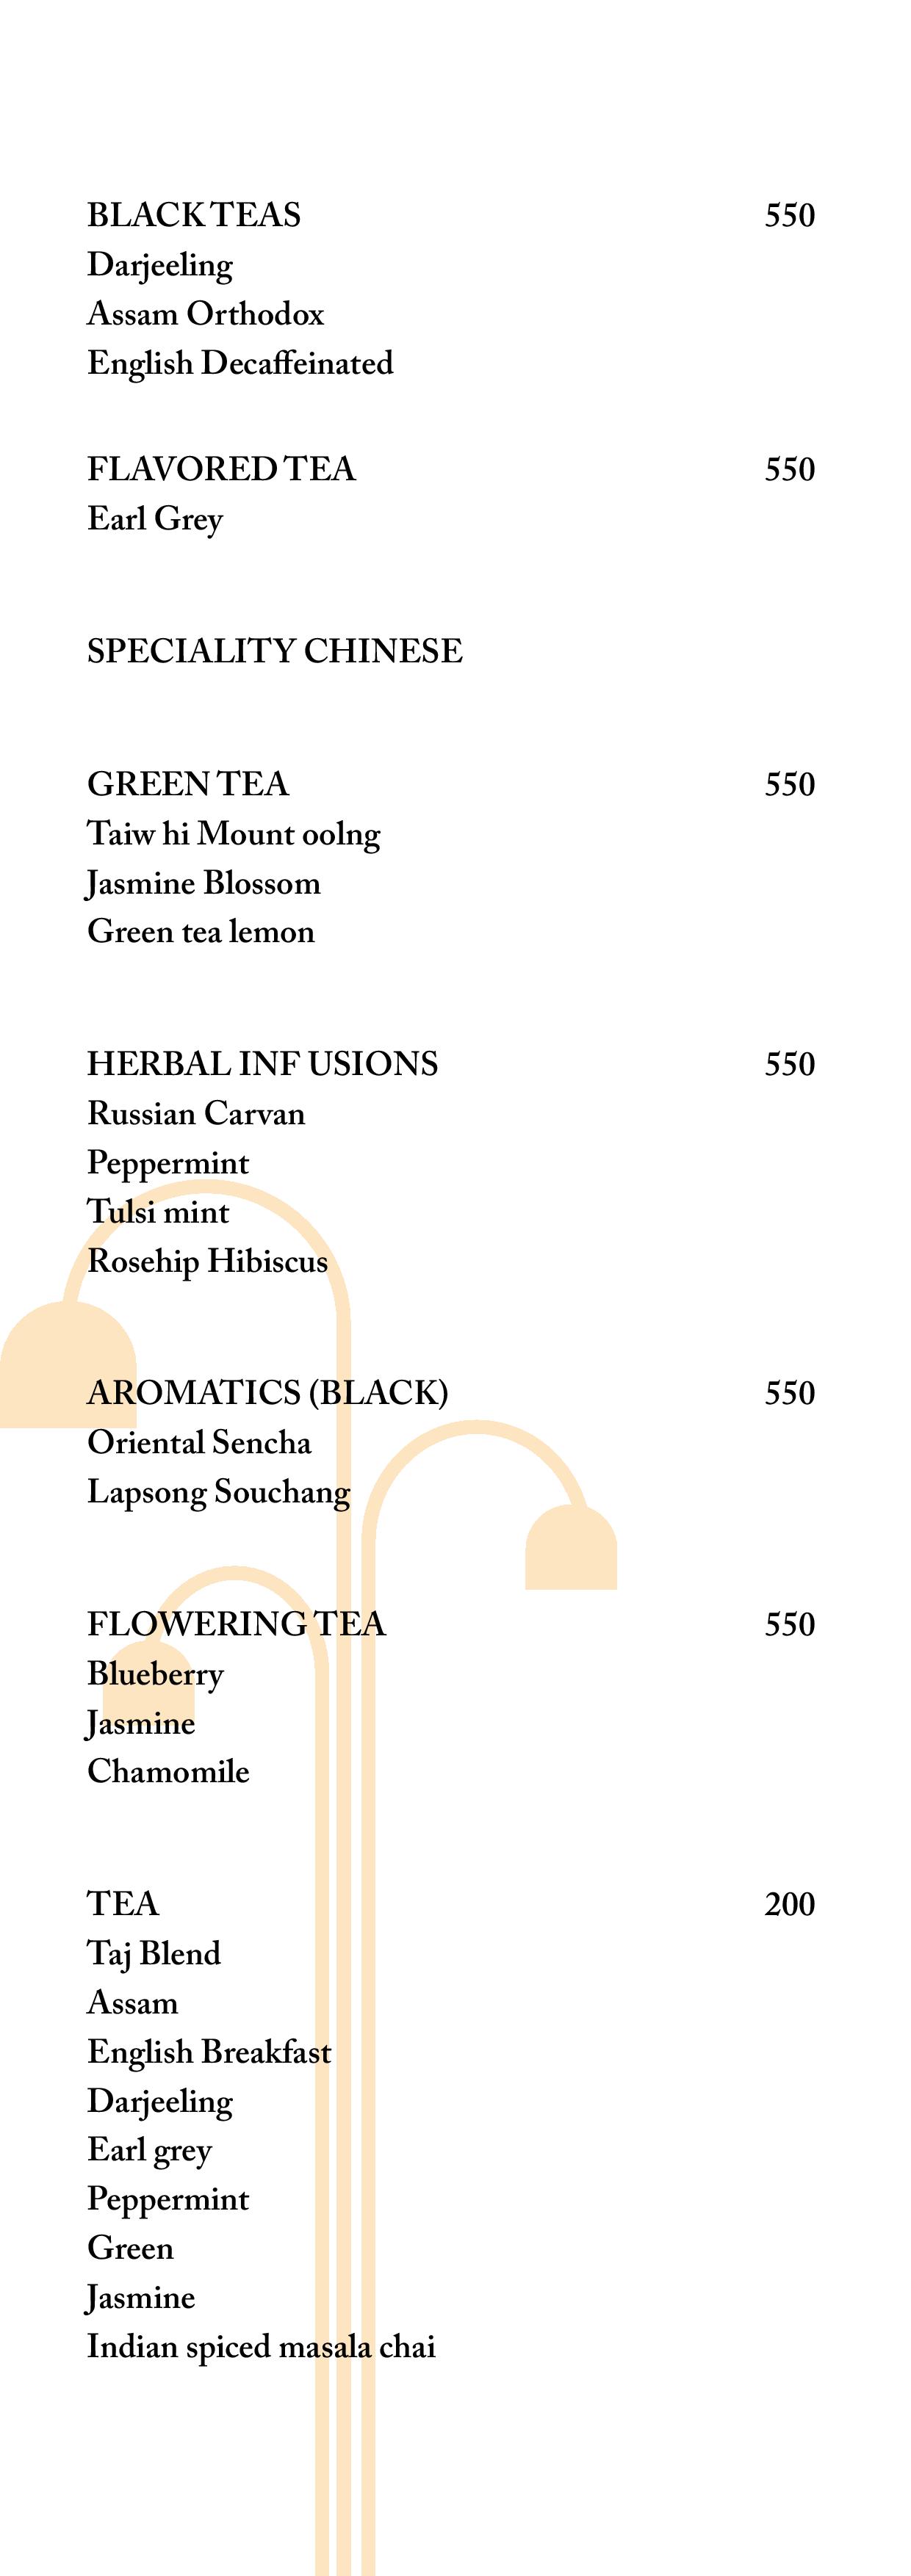 BLACK TEAS 550
Darjeeling
Assam Orthodox
English Decaffeinated
FLAVORED TEA 550
Earl Grey
SPECIALITY CHINESE
GREEN TEA 550
Taiw hi Mount oolng
Jasmine Blossom
Green tea lemon
HERBAL INF USIONS 550
Russian Carvan
Peppermint
Tulsi mint
Rosehip Hibiscus
AROMATICS (BLACK) 550
Oriental Sencha
Lapsong Souchang
FLOWERING TEA 550
Blueberry
Jasmine
Chamomile
TEA 200
Taj Blend
Assam
English Breakfast
Darjeeling
Earl grey
Peppermint
Green
Jasmine
Indian spiced masala chai